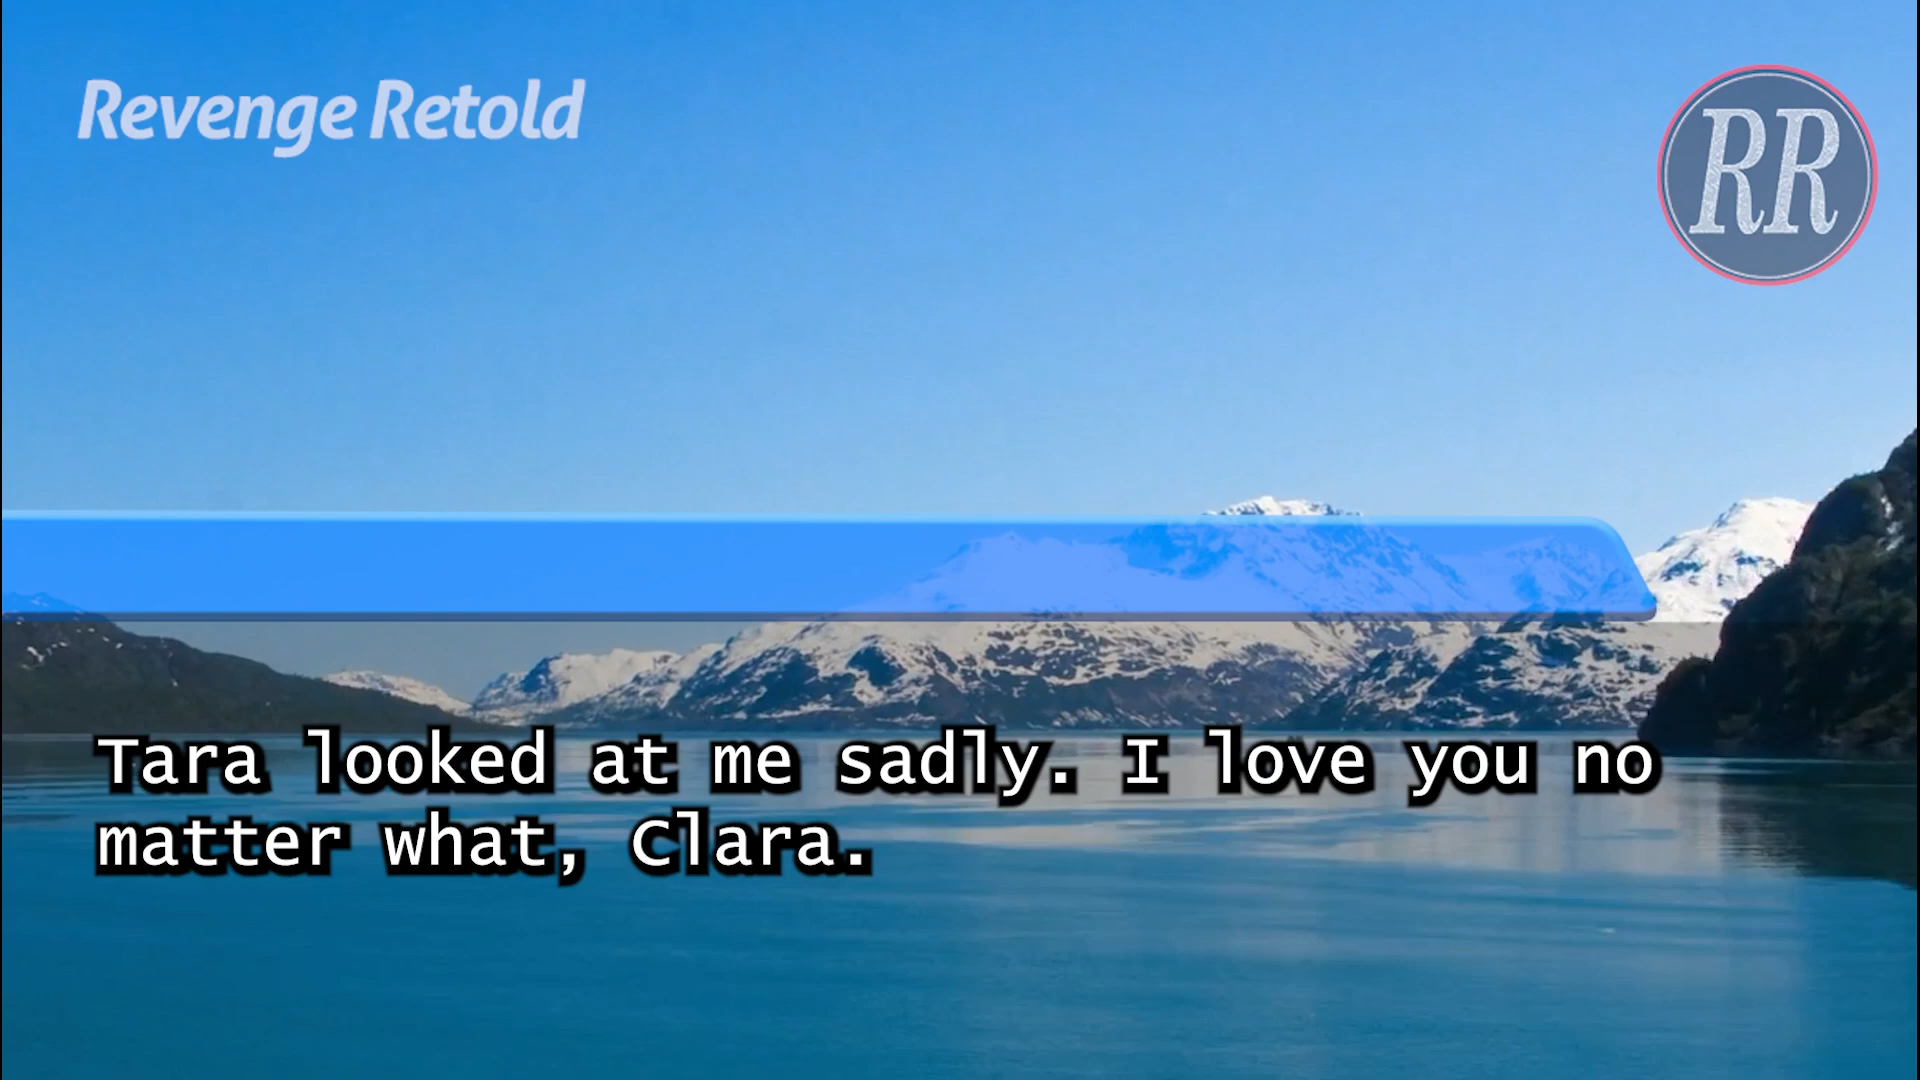 Revenge Retold
RR
Tara looked at me sadly. I love you no
matter what, Clara.